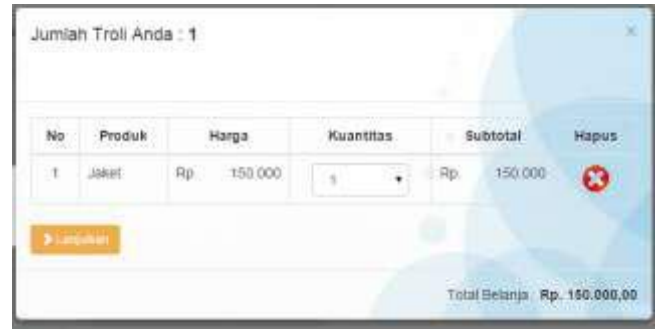 Jumlah Troli Anda : 1
×
No Produk Harga Kuantitas Subtotal Hapus
1 Jaket Rp. 150.000 1 Rp. 150.000
Lanjutkan
Total Belanja : Rp. 150.000,00